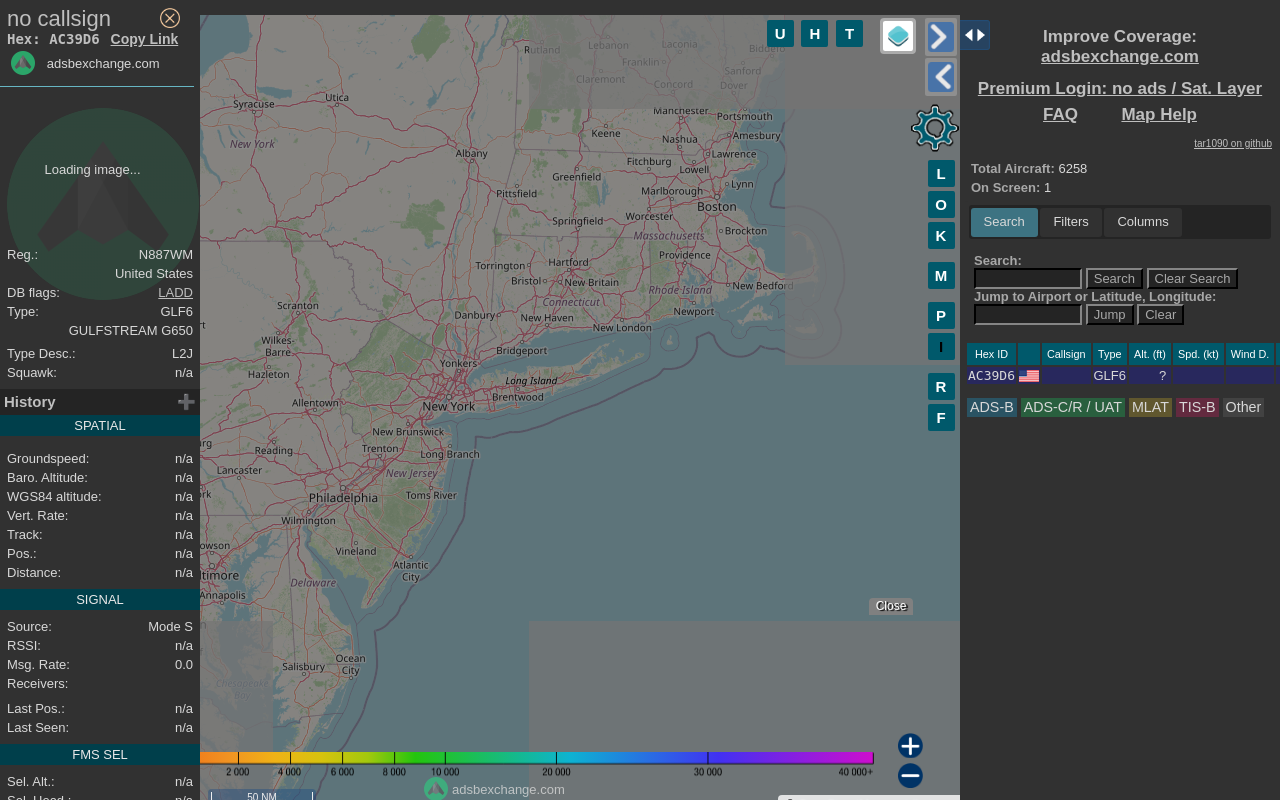 no callsign
Hex: AC39D6 Copy Link
adsbexchange.com
Loading image...
Reg.: N887WM
United States
DB flags: LADD
Type: GLF6
GULFSTREAM G650
Type Desc.: L2J
Squawk: n/a
History
SPATIAL
Groundspeed: n/a
Baro. Altitude: n/a
WGS84 altitude: n/a
Vert. Rate: n/a
Track: n/a
Pos.: n/a
Distance: n/a
SIGNAL
Source: Mode S
RSSI: n/a
Msg. Rate: 0.0
Receivers:
Last Pos.: n/a
Last Seen: n/a
FMS SEL
Sel. Alt.: n/a
Sel. Head.: n/a
U H T
L
O
K
M
P
I
R
F
Rutland
Lebanon
Laconia
Franklin
Sanford
Claremont
Concord
Dover
Syracuse
Utica
Manchester
Portsmouth
Keene
Nashua
Amesbury
New York
Albany
Fitchburg
Lawrence
Greenfield
Lowell
Pittsfield
Marlborough
Lynn
Springfield
Worcester
Boston
Massachusetts
Brockton
Torrington
Hartford
Providence
Bristol
New Britain
Rhode Island
New Bedford
Scranton
Connecticut
Danbury
New Haven
New London
Newport
Wilkes-
Barre
Bridgeport
Hazleton
Yonkers
Long Island
Allentown
New York
Brentwood
Reading
New Brunswick
Trenton
Long Branch
Lancaster
New Jersey
Philadelphia
Toms River
Wilmington
Vineland
Atlantic
City
Delaware
Annapolis
Ocean
City
Salisbury
Chesapeake
Close
2 000 4 000 6 000 8 000 10 000 20 000 30 000 40 000+
adsbexchange.com
50 NM
Improve Coverage:
adsbexchange.com
Premium Login: no ads / Sat. Layer
FAQ Map Help
tar1090 on github
Total Aircraft: 6258
On Screen: 1
Search Filters Columns
Search:
Search Clear Search
Jump to Airport or Latitude, Longitude:
Jump Clear
Hex ID Callsign Type Alt. (ft) Spd. (kt) Wind D.
AC39D6 GLF6 ?
ADS-B ADS-C/R / UAT MLAT TIS-B Other